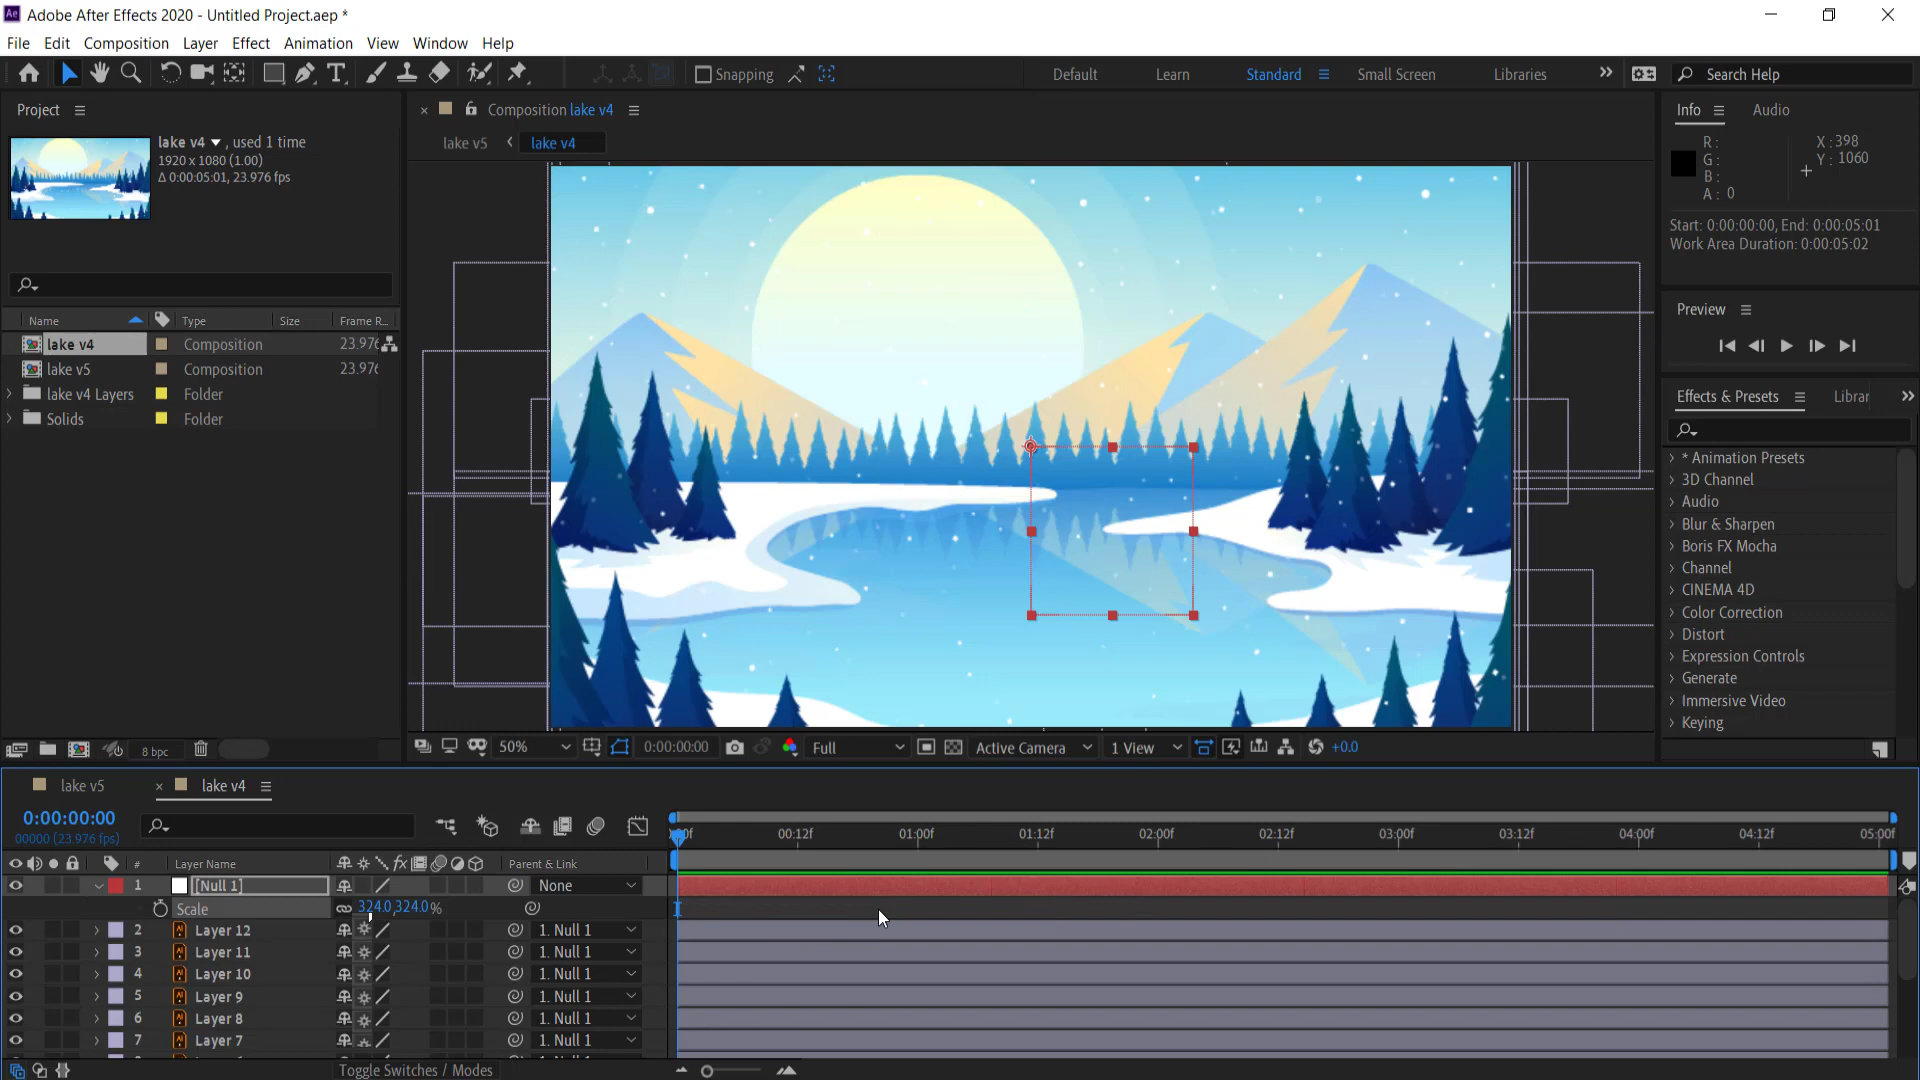 Adobe After Effects 2020 - Untitled Project.aep *
File Edit Composition Layer Effect Animation View Window Help
Snapping Default Learn Standard Small Screen Libraries Search Help
Project
lake v4 , used 1 time
1920 x 1080 (1.00)
Δ 0:00:05:01, 23.976 fps
Name Type Size Frame R...
lake v4 Composition 23.976
lake v5 Composition 23.976
lake v4 Layers Folder
Solids Folder
8 bpc
Composition lake v4
lake v5 lake v4
50% 0:00:00:00 Full Active Camera 1 View +0.0
Info Audio
R :
G :
B :
A : 0
X : 398
Y : 1060
Start: 0:00:00:00, End: 0:00:05:01
Work Area Duration: 0:00:05:02
Preview
Effects & Presets Librar
* Animation Presets
3D Channel
Audio
Blur & Sharpen
Boris FX Mocha
Channel
CINEMA 4D
Color Correction
Distort
Expression Controls
Generate
Immersive Video
Keying
lake v5 lake v4
0:00:00:00
00000 (23.976 fps)
00:12f 01:00f 01:12f 02:00f 02:12f 03:00f 03:12f 04:00f 04:12f 05:00f
# Layer Name Parent & Link
1 [Null 1] None
Scale 324.0,324.0%
2 Layer 12 1. Null 1
3 Layer 11 1. Null 1
4 Layer 10 1. Null 1
5 Layer 9 1. Null 1
6 Layer 8 1. Null 1
7 Layer 7 1. Null 1
Toggle Switches / Modes